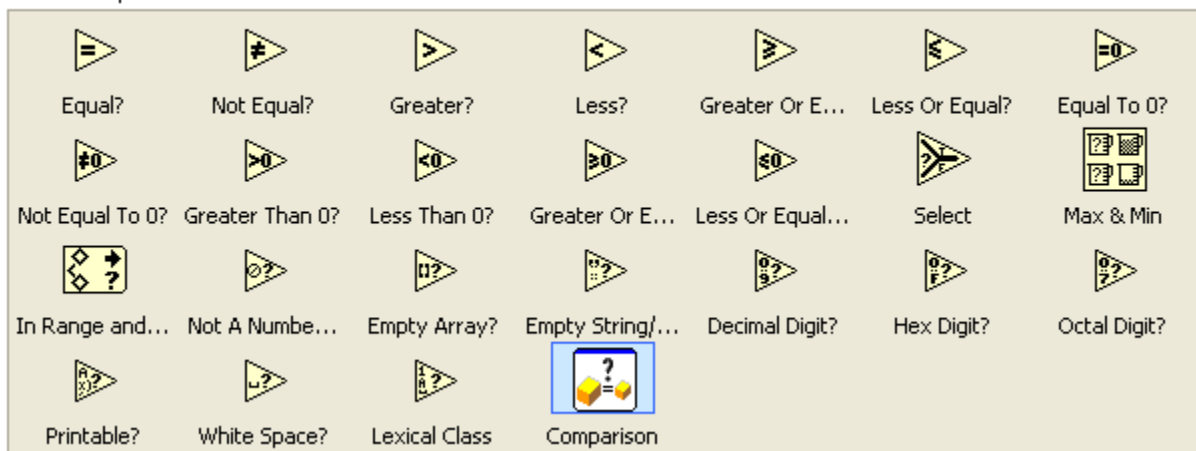 Equal? Not Equal? Greater? Less? Greater Or E... Less Or Equal? Equal To 0?
Not Equal To 0? Greater Than 0? Less Than 0? Greater Or E... Less Or Equal... Select Max & Min
In Range and... Not A Numbe... Empty Array? Empty String/... Decimal Digit? Hex Digit? Octal Digit?
Printable? White Space? Lexical Class Comparison